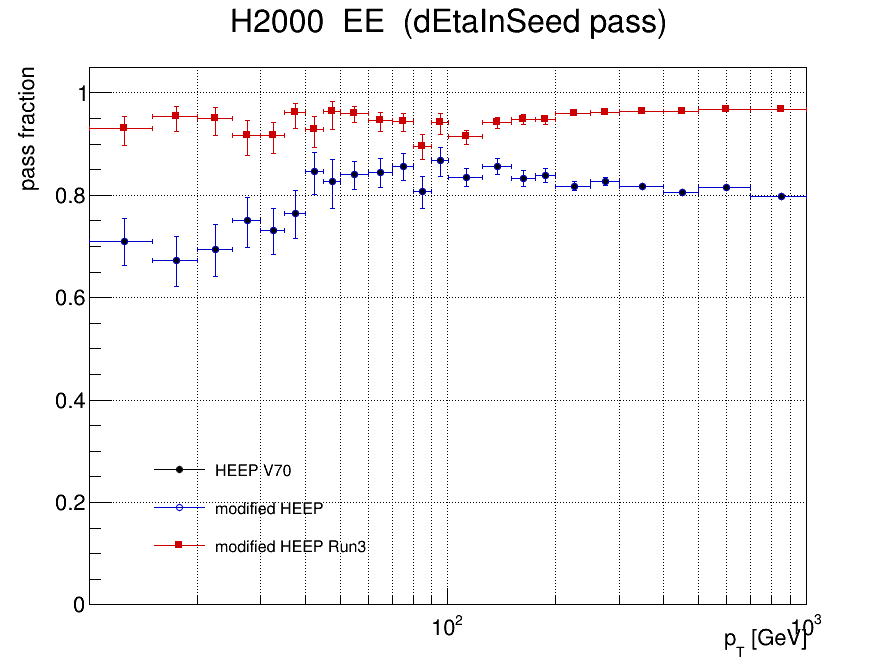 H2000 EE (dEtaInSeed pass)
pass fraction
1
0.8
0.6
0.4
0.2
0
HEEP V70
modified HEEP
modified HEEP Run3
10²
10³
p_T [GeV]